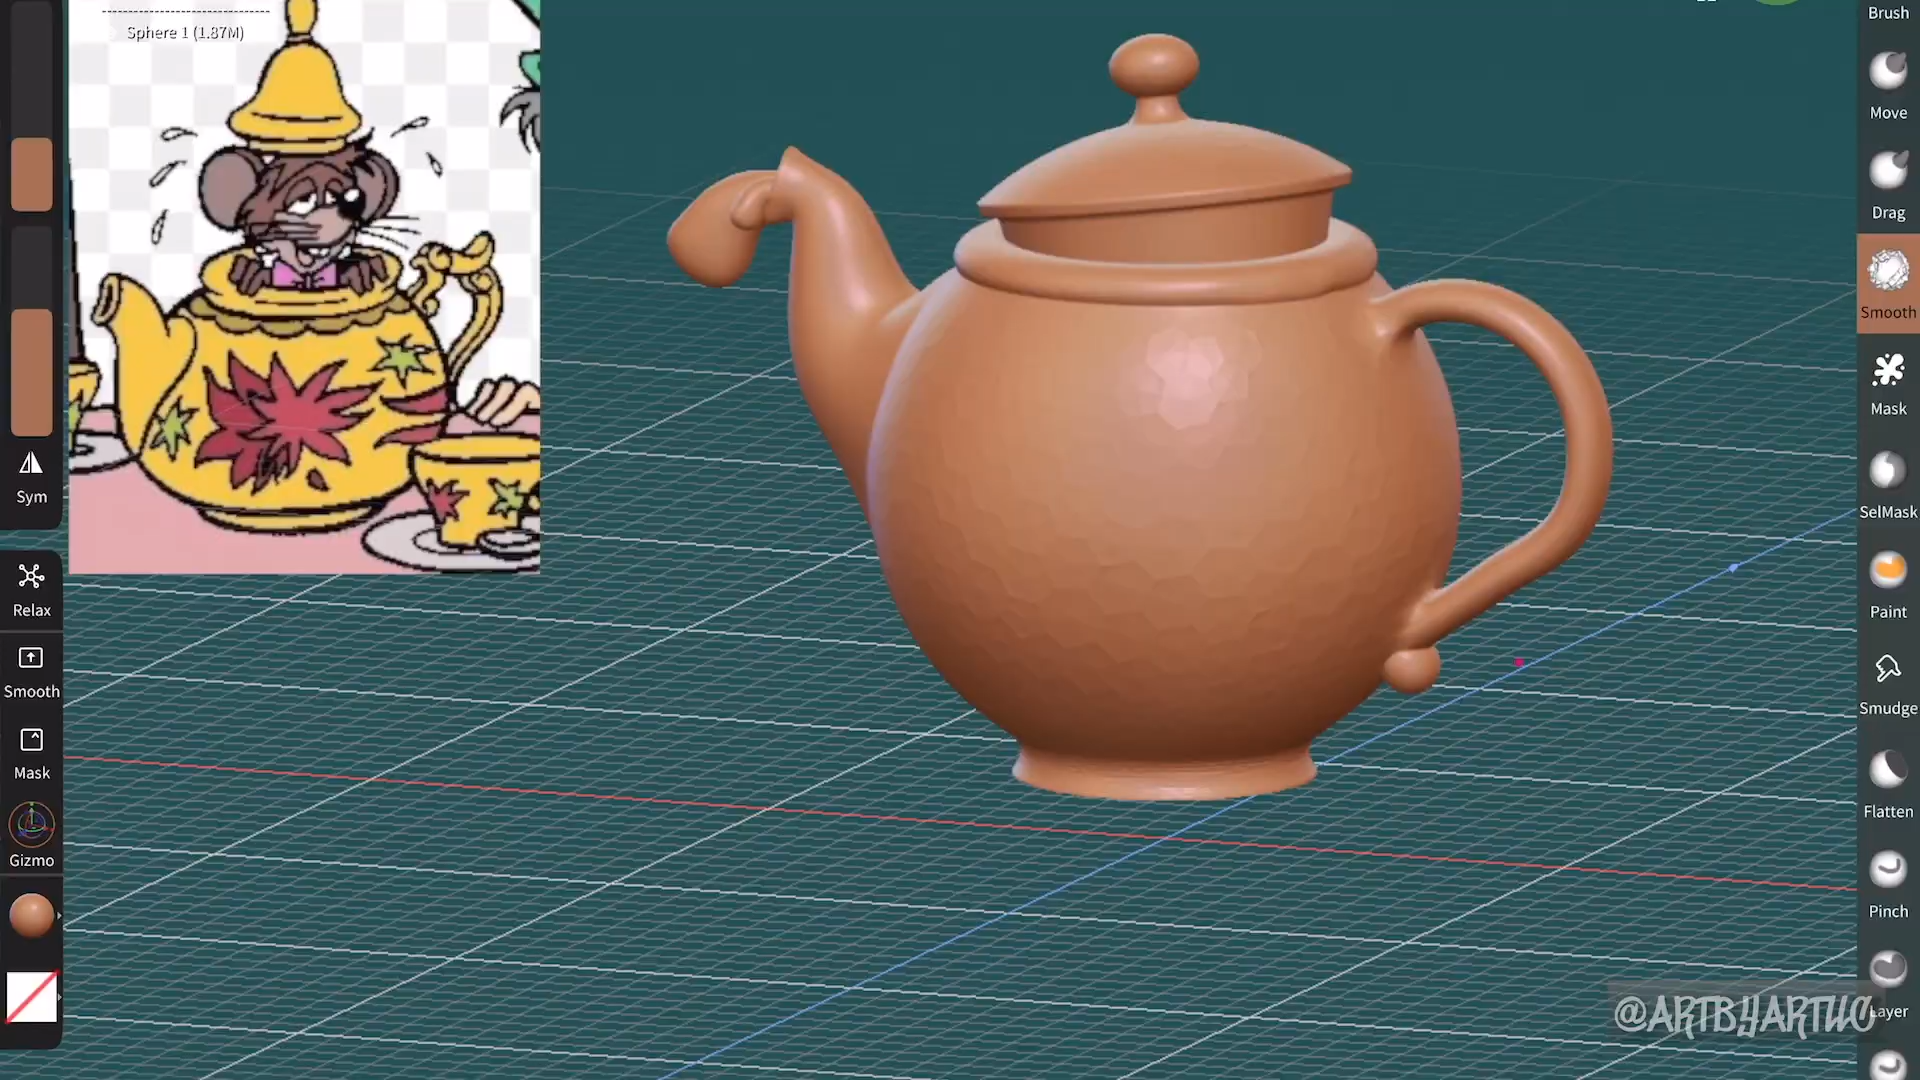 Sphere 1 (1.87M)
Sym
Relax
Smooth
Mask
Gizmo
Brush
Move
Drag
Smooth
Mask
SelMask
Paint
Smudge
Flatten
Pinch
Layer
@ARTBYARTUO